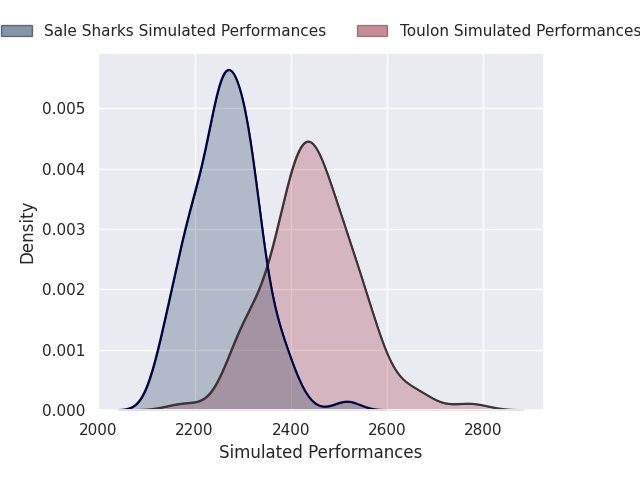 Sale Sharks Simulated Performances
Toulon Simulated Performances
0.005
0.004
0.003
0.002
0.001
0.000
Density
2000
2200
2400
2600
2800
Simulated Performances